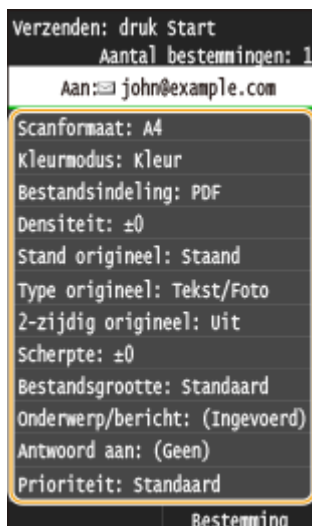 Verzenden: druk Start
Aantal bestemmingen: 1
Aan: john@example.com
Scanformaat: A4
Kleurmodus: Kleur
Bestandsindeling: PDF
Densiteit: ±0
Stand origineel: Staand
Type origineel: Tekst/Foto
2-zijdig origineel: Uit
Scherpte: ±0
Bestandsgrootte: Standaard
Onderwerp/bericht: (Ingevoerd)
Antwoord aan: (Geen)
Prioriteit: Standaard
Bestemming